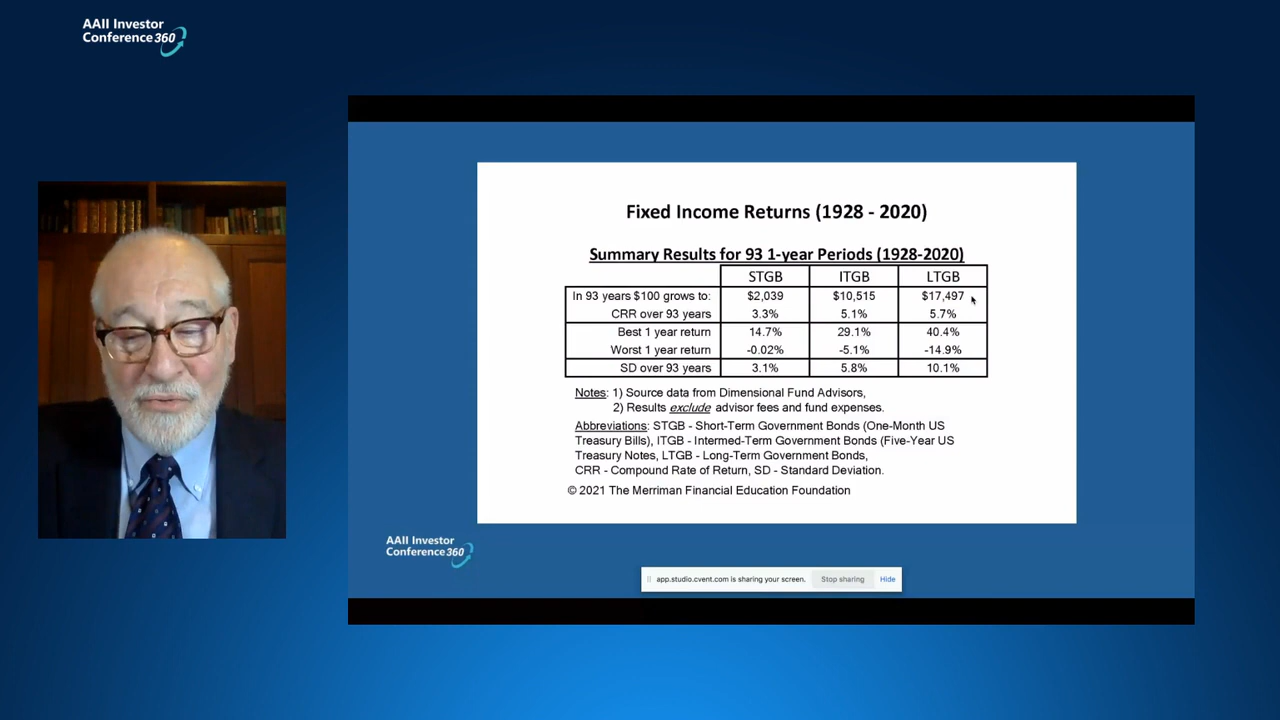 AAII Investor
Conference 360
Fixed Income Returns (1928 - 2020)
Summary Results for 93 1-year Periods (1928-2020)
STGB ITGB LTGB
In 93 years $100 grows to: $2,039 $10,515 $17,497
CRR over 93 years 3.3% 5.1% 5.7%
Best 1 year return 14.7% 29.1% 40.4%
Worst 1 year return -0.02% -5.1% -14.9%
SD over 93 years 3.1% 5.8% 10.1%
Notes: 1) Source data from Dimensional Fund Advisors,
2) Results exclude advisor fees and fund expenses.
Abbreviations: STGB - Short-Term Government Bonds (One-Month US
Treasury Bills), ITGB - Intermed-Term Government Bonds (Five-Year US
Treasury Notes, LTGB - Long-Term Government Bonds,
CRR - Compound Rate of Return, SD - Standard Deviation.
© 2021 The Merriman Financial Education Foundation
AAII Investor
Conference 360
app.studio.cvent.com is sharing your screen. Stop sharing Hide